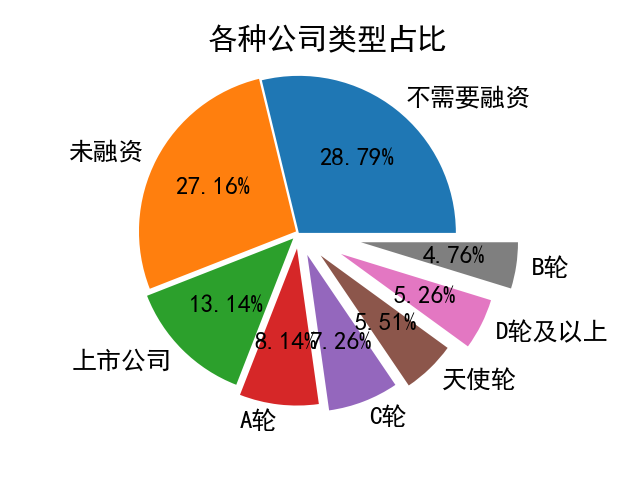 各种公司类型占比
不需要融资
28.79%
未融资
27.16%
上市公司
13.14%
A轮
8.14%
C轮
7.26%
天使轮
5.51%
D轮及以上
5.26%
B轮
4.76%